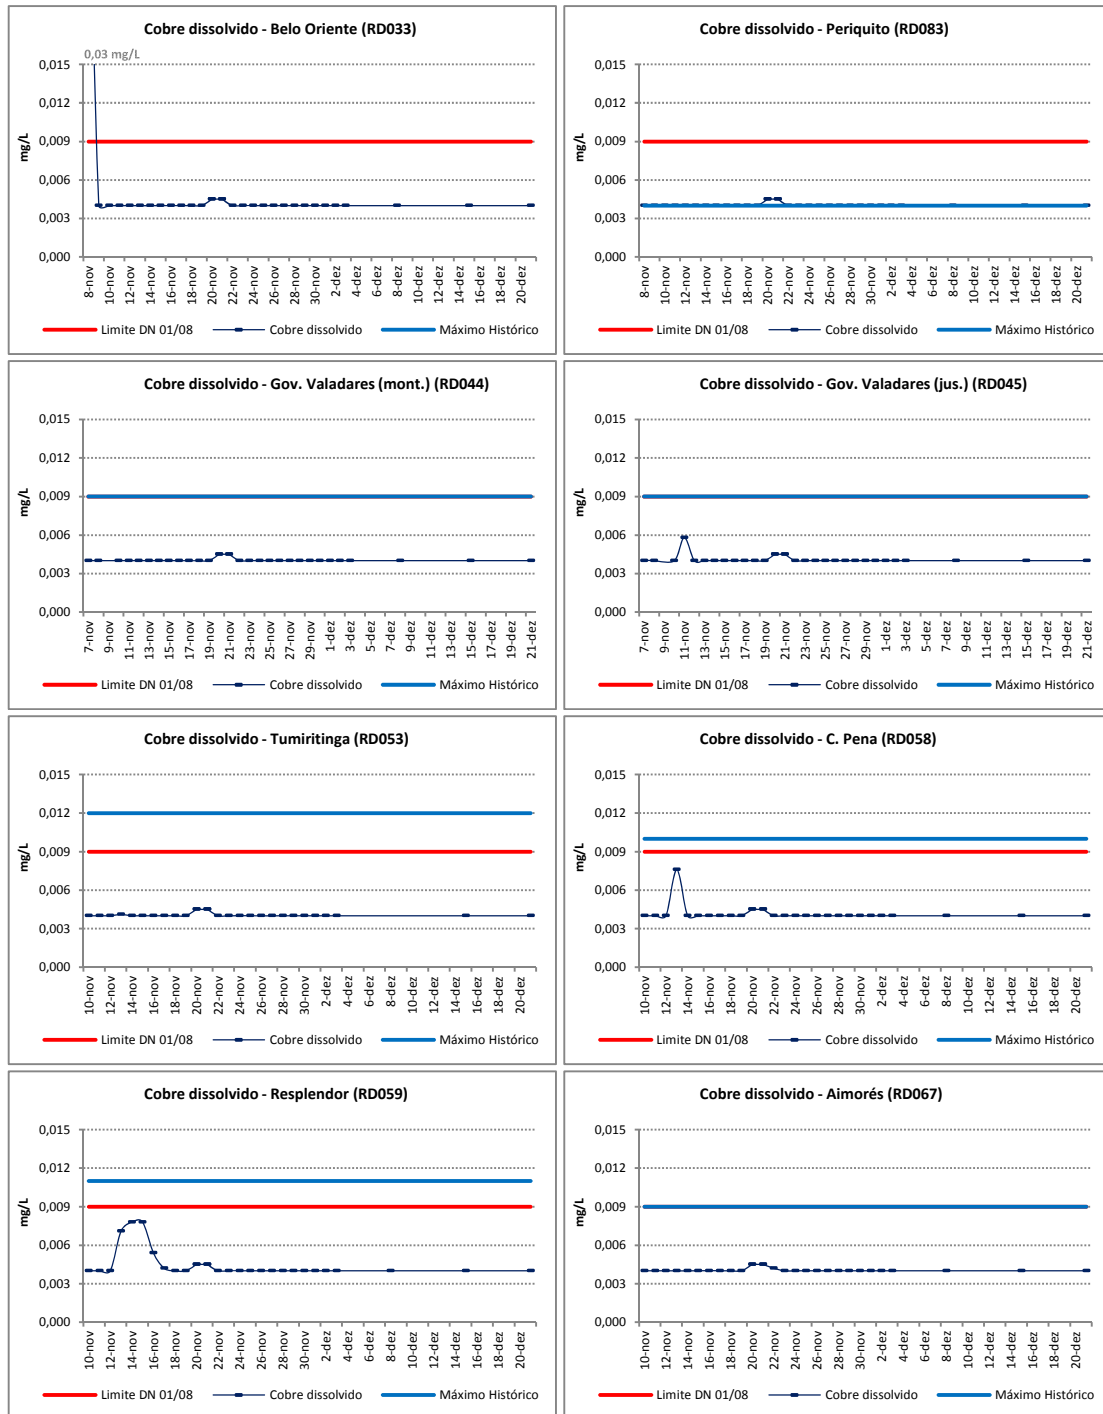 Cobre dissolvido - Belo Oriente (RD033)
0,03 mg/L
0,015
0,012
0,009
0,006
0,003
0,000
mg/L
8-nov 10-nov 12-nov 14-nov 16-nov 18-nov 20-nov 22-nov 24-nov 26-nov 28-nov 30-nov 2-dez 4-dez 6-dez 8-dez 10-dez 12-dez 14-dez 16-dez 18-dez 20-dez
Limite DN 01/08 Cobre dissolvido Máximo Histórico
Cobre dissolvido - Periquito (RD083)
0,015
0,012
0,009
0,006
0,003
0,000
mg/L
8-nov 10-nov 12-nov 14-nov 16-nov 18-nov 20-nov 22-nov 24-nov 26-nov 28-nov 30-nov 2-dez 4-dez 6-dez 8-dez 10-dez 12-dez 14-dez 16-dez 18-dez 20-dez
Limite DN 01/08 Cobre dissolvido Máximo Histórico
Cobre dissolvido - Gov. Valadares (mont.) (RD044)
0,015
0,012
0,009
0,006
0,003
0,000
mg/L
7-nov 9-nov 11-nov 13-nov 15-nov 17-nov 19-nov 21-nov 23-nov 25-nov 27-nov 29-nov 1-dez 3-dez 5-dez 7-dez 9-dez 11-dez 13-dez 15-dez 17-dez 19-dez 21-dez
Limite DN 01/08 Cobre dissolvido Máximo Histórico
Cobre dissolvido - Gov. Valadares (jus.) (RD045)
0,015
0,012
0,009
0,006
0,003
0,000
mg/L
7-nov 9-nov 11-nov 13-nov 15-nov 17-nov 19-nov 21-nov 23-nov 25-nov 27-nov 29-nov 1-dez 3-dez 5-dez 7-dez 9-dez 11-dez 13-dez 15-dez 17-dez 19-dez 21-dez
Limite DN 01/08 Cobre dissolvido Máximo Histórico
Cobre dissolvido - Tumiritinga (RD053)
0,015
0,012
0,009
0,006
0,003
0,000
mg/L
10-nov 12-nov 14-nov 16-nov 18-nov 20-nov 22-nov 24-nov 26-nov 28-nov 30-nov 2-dez 4-dez 6-dez 8-dez 10-dez 12-dez 14-dez 16-dez 18-dez 20-dez
Limite DN 01/08 Cobre dissolvido Máximo Histórico
Cobre dissolvido - C. Pena (RD058)
0,015
0,012
0,009
0,006
0,003
0,000
mg/L
10-nov 12-nov 14-nov 16-nov 18-nov 20-nov 22-nov 24-nov 26-nov 28-nov 30-nov 2-dez 4-dez 6-dez 8-dez 10-dez 12-dez 14-dez 16-dez 18-dez 20-dez
Limite DN 01/08 Cobre dissolvido Máximo Histórico
Cobre dissolvido - Resplendor (RD059)
0,015
0,012
0,009
0,006
0,003
0,000
mg/L
10-nov 12-nov 14-nov 16-nov 18-nov 20-nov 22-nov 24-nov 26-nov 28-nov 30-nov 2-dez 4-dez 6-dez 8-dez 10-dez 12-dez 14-dez 16-dez 18-dez 20-dez
Limite DN 01/08 Cobre dissolvido Máximo Histórico
Cobre dissolvido - Aimorés (RD067)
0,015
0,012
0,009
0,006
0,003
0,000
mg/L
10-nov 12-nov 14-nov 16-nov 18-nov 20-nov 22-nov 24-nov 26-nov 28-nov 30-nov 2-dez 4-dez 6-dez 8-dez 10-dez 12-dez 14-dez 16-dez 18-dez 20-dez
Limite DN 01/08 Cobre dissolvido Máximo Histórico